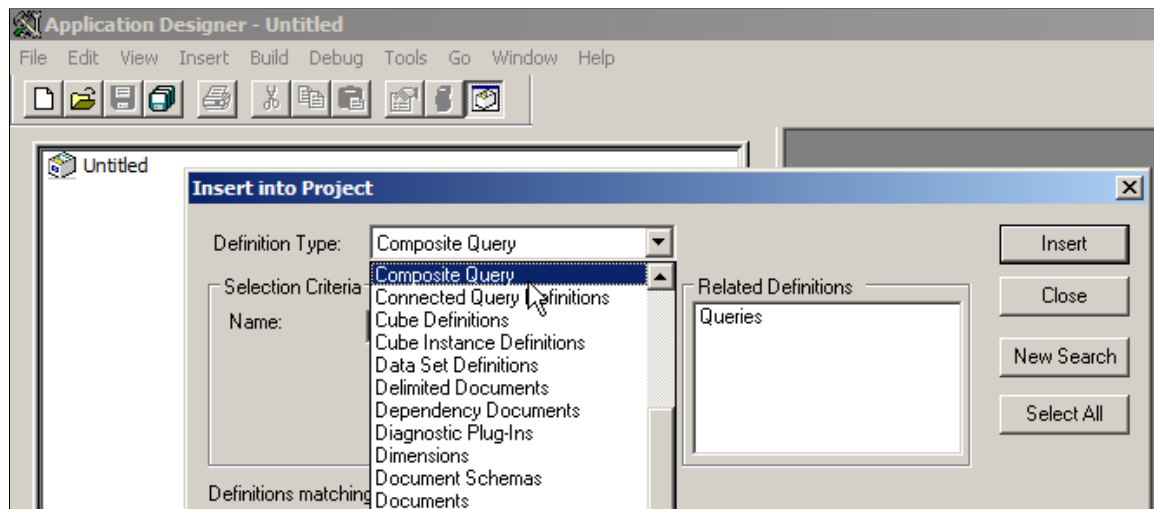 Application Designer - Untitled
File Edit View Insert Build Debug Tools Go Window Help
Untitled
Insert into Project
Definition Type: Composite Query
Insert
Selection Criteria
Name:
Composite Query
Connected Query Definitions
Cube Definitions
Cube Instance Definitions
Data Set Definitions
Delimited Documents
Dependency Documents
Diagnostic Plug-Ins
Dimensions
Document Schemas
Documents
Related Definitions
Queries
Close
New Search
Select All
Definitions matching